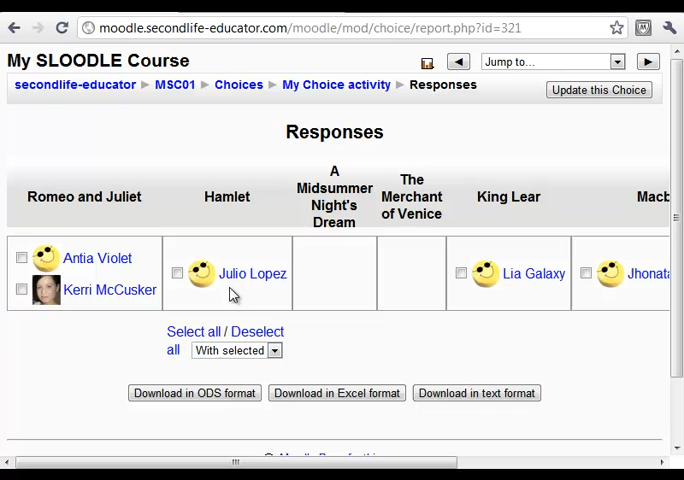 moodle.secondlife-educator.com/moodle/mod/choice/report.php?id=321
My SLOODLE Course
Jump to...
secondlife-educator ► MSC01 ► Choices ► My Choice activity ► Responses
Update this Choice
Responses
Romeo and Juliet
Hamlet
A
Midsummer
Night's
Dream
The
Merchant
of Venice
King Lear
Macb
Antia Violet
Kerri McCusker
Julio Lopez
Lia Galaxy
Jhonata
Select all / Deselect
all
With selected
Download in ODS format
Download in Excel format
Download in text format